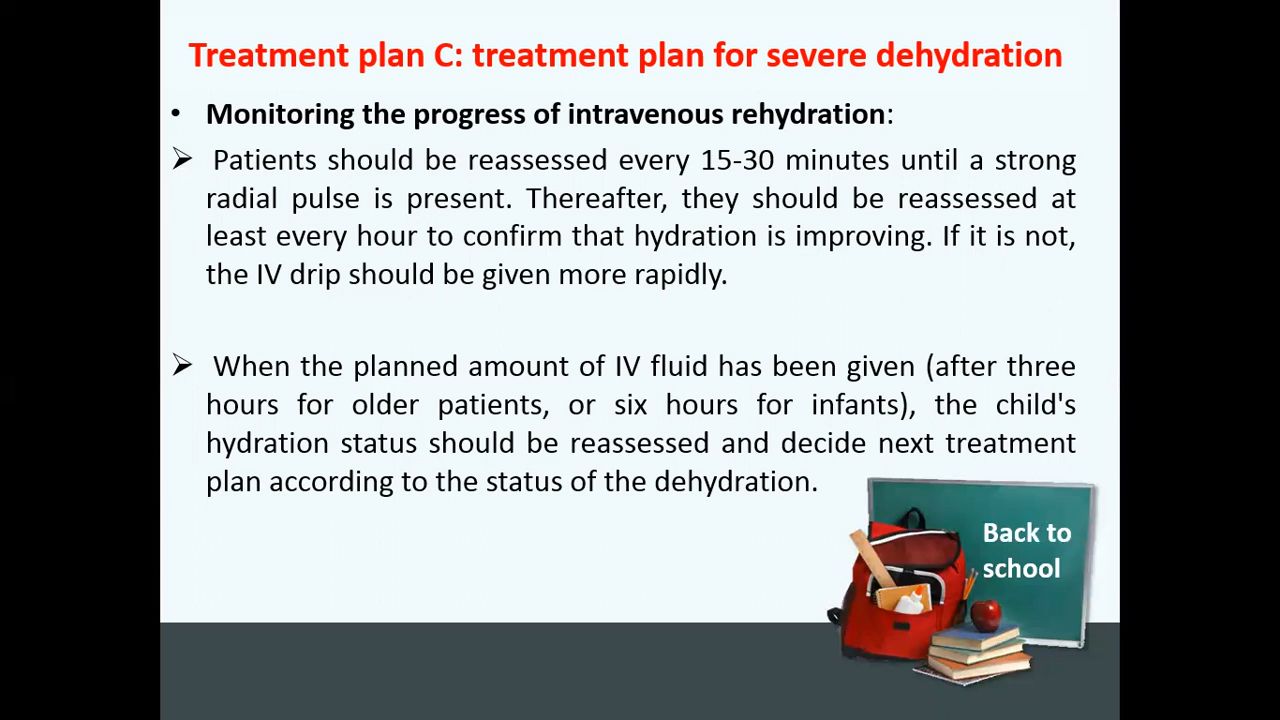 Treatment plan C: treatment plan for severe dehydration
• Monitoring the progress of intravenous rehydration:
➢ Patients should be reassessed every 15-30 minutes until a strong
radial pulse is present. Thereafter, they should be reassessed at
least every hour to confirm that hydration is improving. If it is not,
the IV drip should be given more rapidly.
➢ When the planned amount of IV fluid has been given (after three
hours for older patients, or six hours for infants), the child's
hydration status should be reassessed and decide next treatment
plan according to the status of the dehydration.
Back to
school